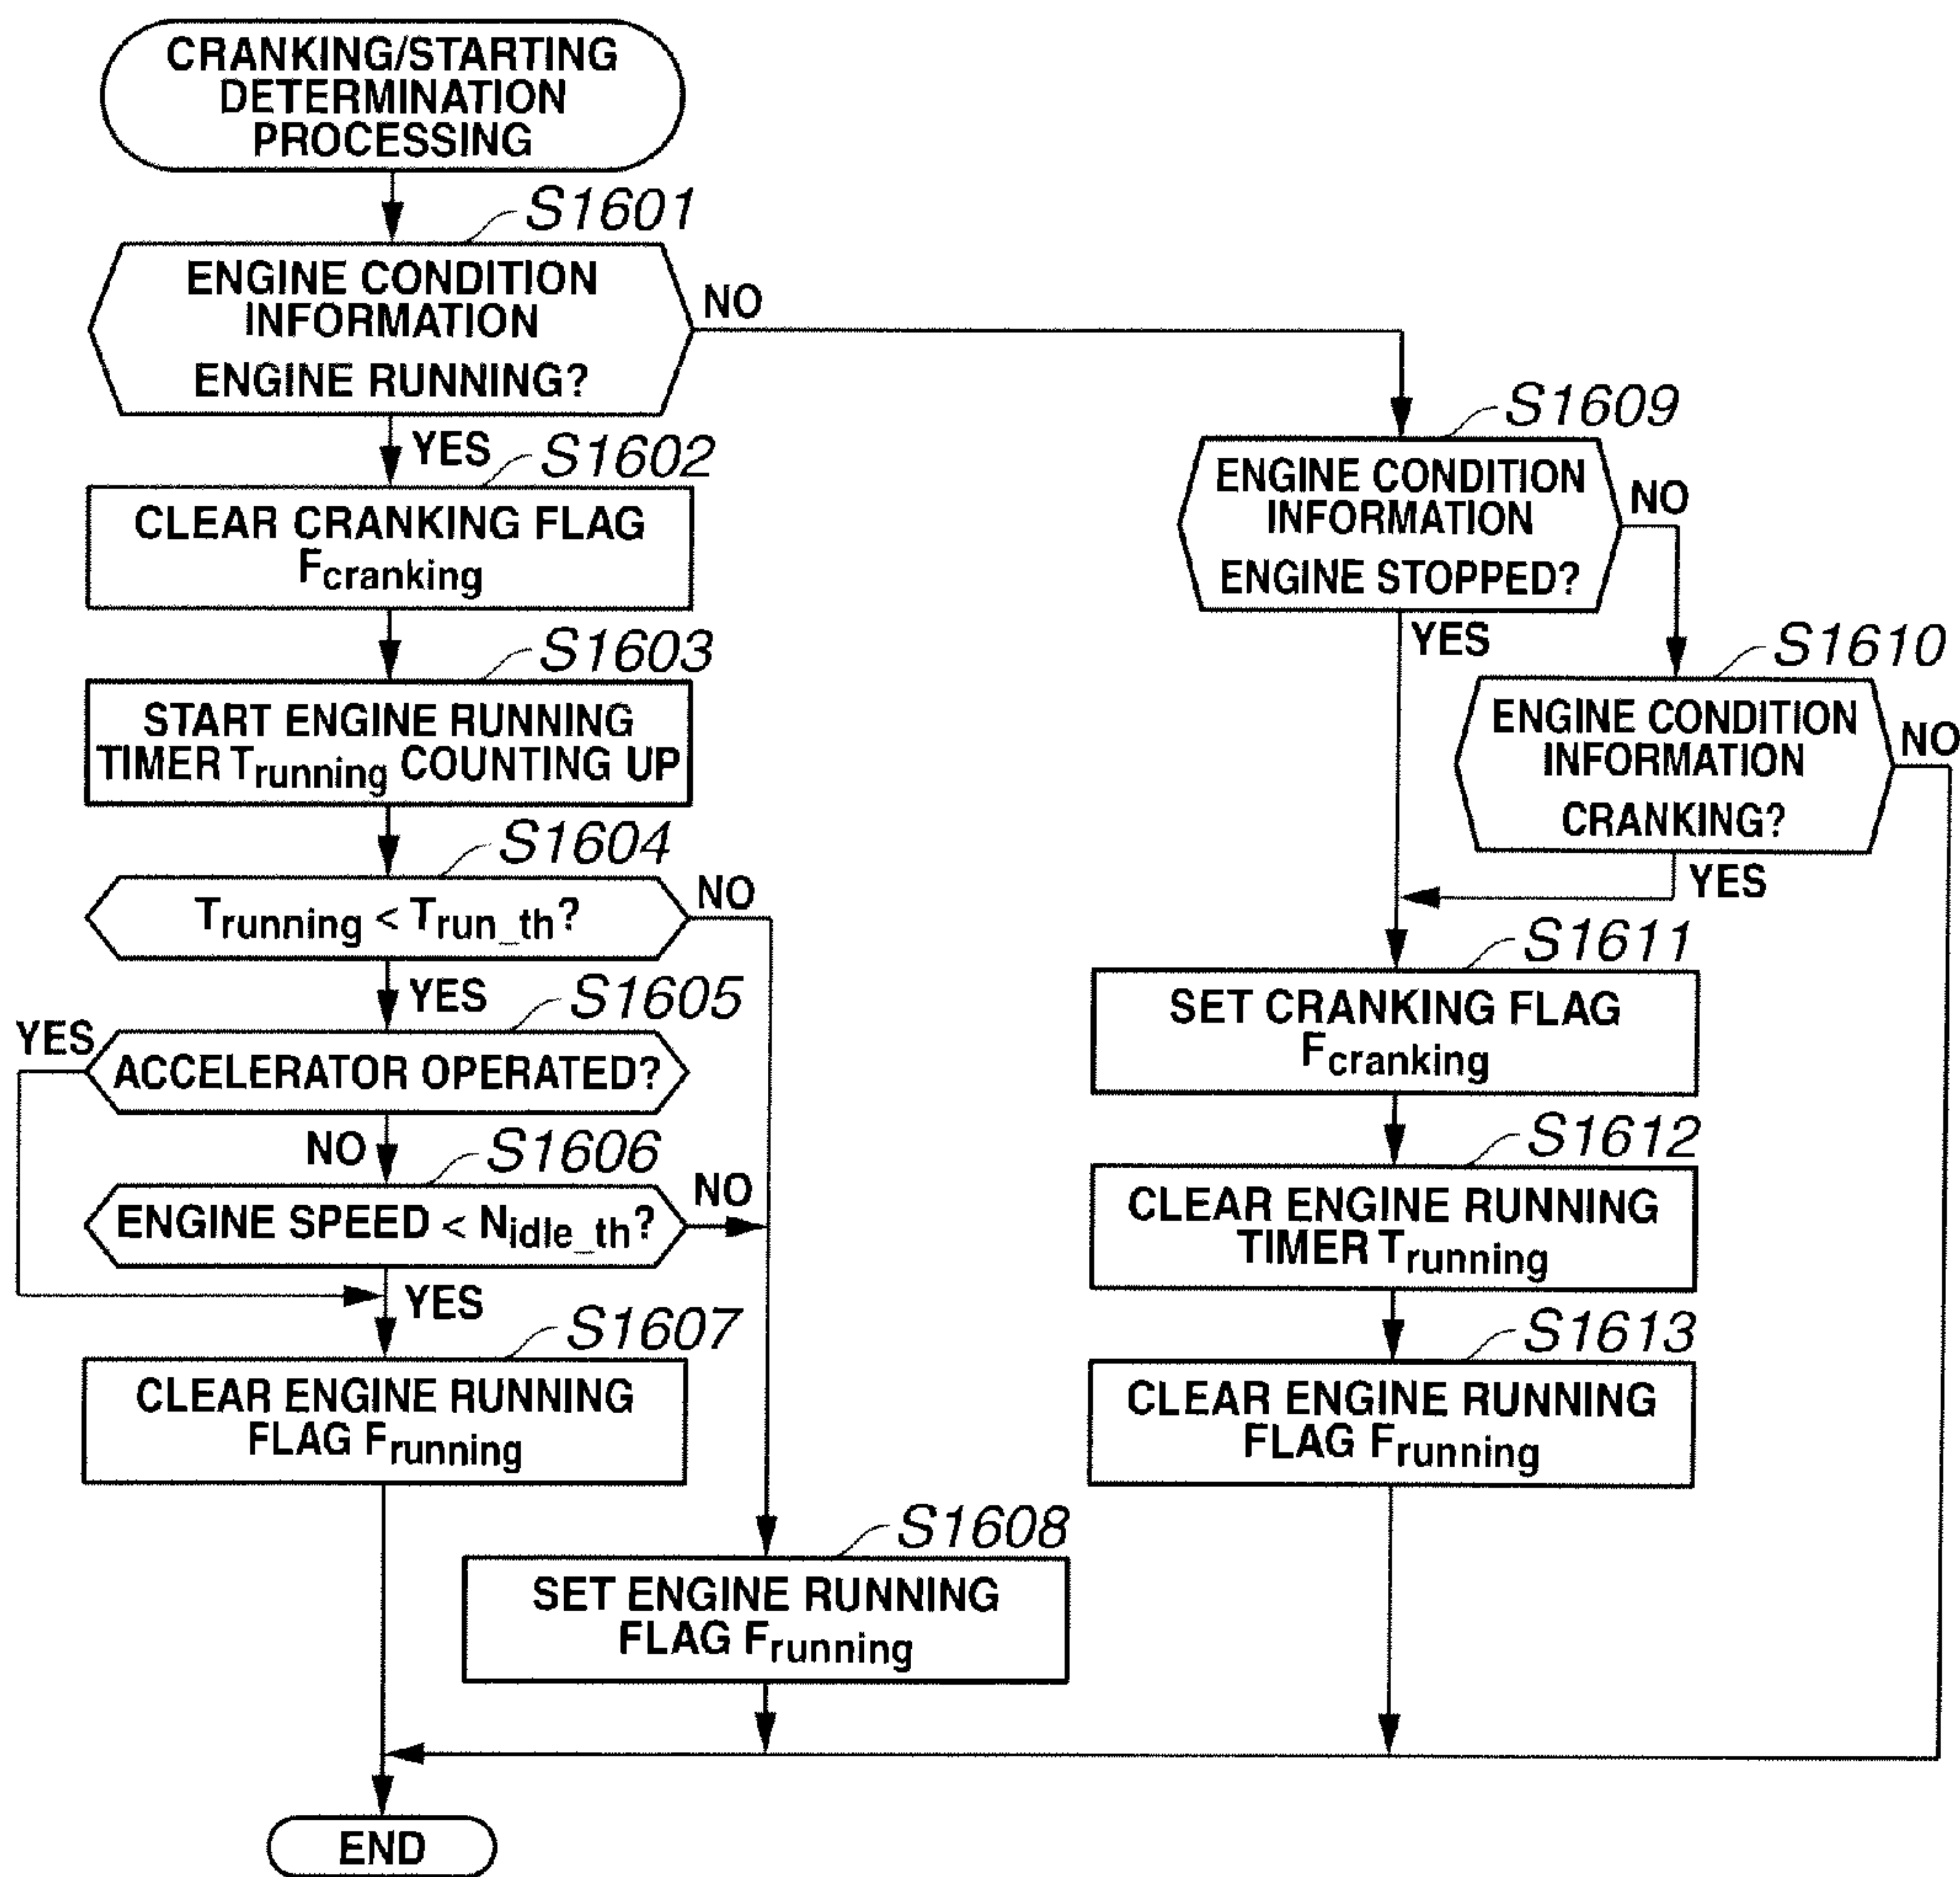 CRANKING/STARTING
DETERMINATION
PROCESSING
S1601
ENGINE CONDITION
INFORMATION
ENGINE RUNNING?
NO
YES
S1602
CLEAR CRANKING FLAG
Fcranking
S1603
START ENGINE RUNNING
TIMER Trunning COUNTING UP
S1604
Trunning < Trun_th?
NO
YES
S1605
YES
ACCELERATOR OPERATED?
NO
S1606
ENGINE SPEED < Nidle_th?
NO
YES
S1607
CLEAR ENGINE RUNNING
FLAG Frunning
S1608
SET ENGINE RUNNING
FLAG Frunning
S1609
ENGINE CONDITION
INFORMATION
ENGINE STOPPED?
NO
YES
S1610
ENGINE CONDITION
INFORMATION
CRANKING?
NO
YES
S1611
SET CRANKING FLAG
Fcranking
S1612
CLEAR ENGINE RUNNING
TIMER Trunning
S1613
CLEAR ENGINE RUNNING
FLAG Frunning
END